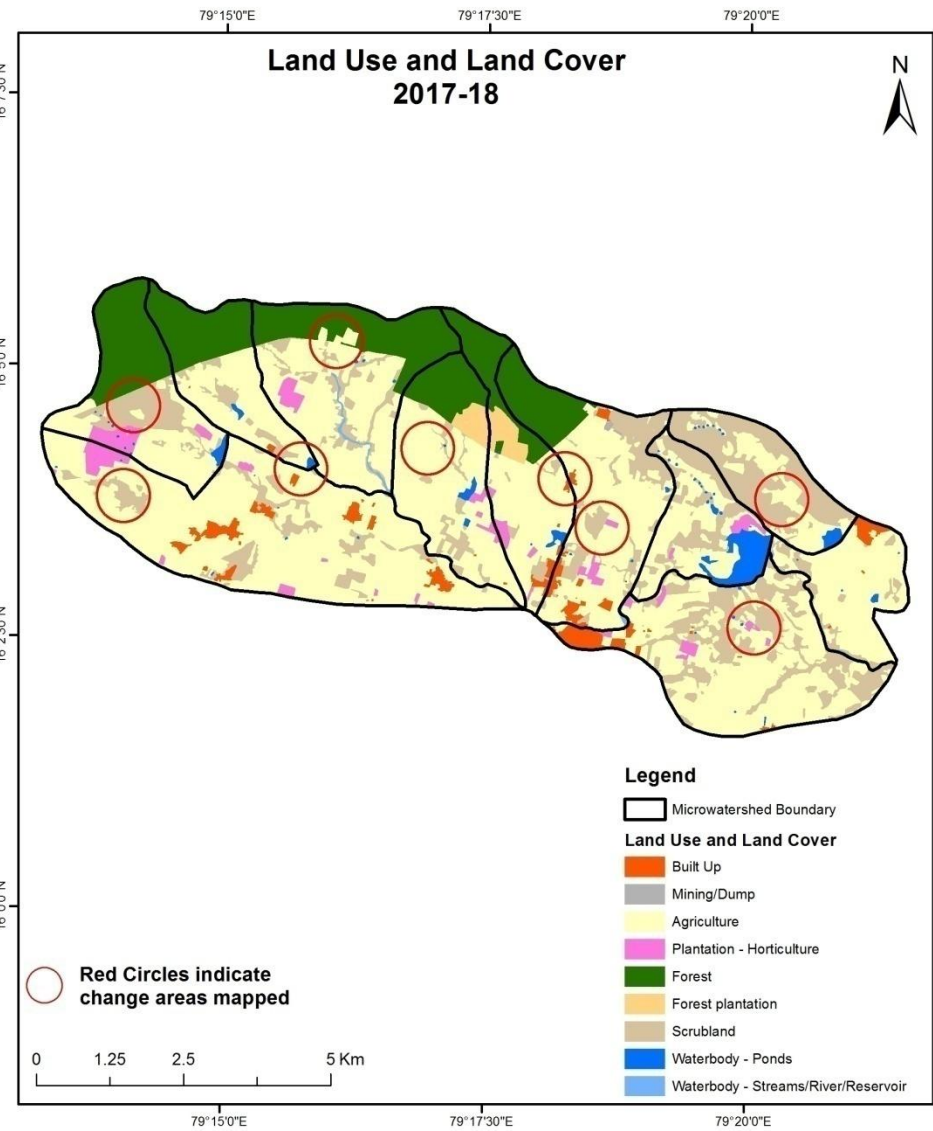 79°15'0"E 79°17'30"E 79°20'0"E
Land Use and Land Cover
2017-18
N
Legend
Microwatershed Boundary
Land Use and Land Cover
Built Up
Mining/Dump
Agriculture
Plantation - Horticulture
Forest
Forest plantation
Scrubland
Waterbody - Ponds
Waterbody - Streams/River/Reservoir
Red Circles indicate
change areas mapped
0 1.25 2.5 5 Km
79°15'0"E 79°17'30"E 79°20'0"E